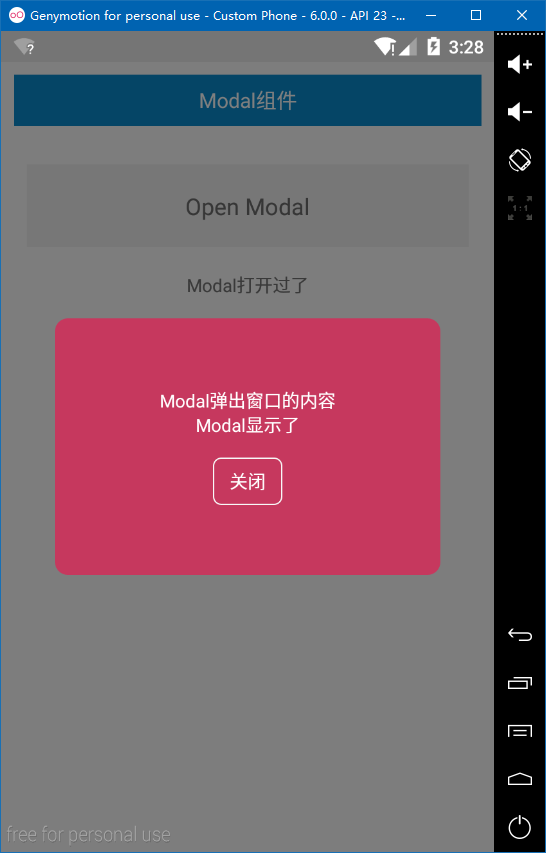 Genymotion for personal use - Custom Phone - 6.0.0 - API 23 -...
3:28
Modal组件
Open Modal
Modal打开过了
Modal弹出窗口的内容
Modal显示了
关闭
1:1
free for personal use